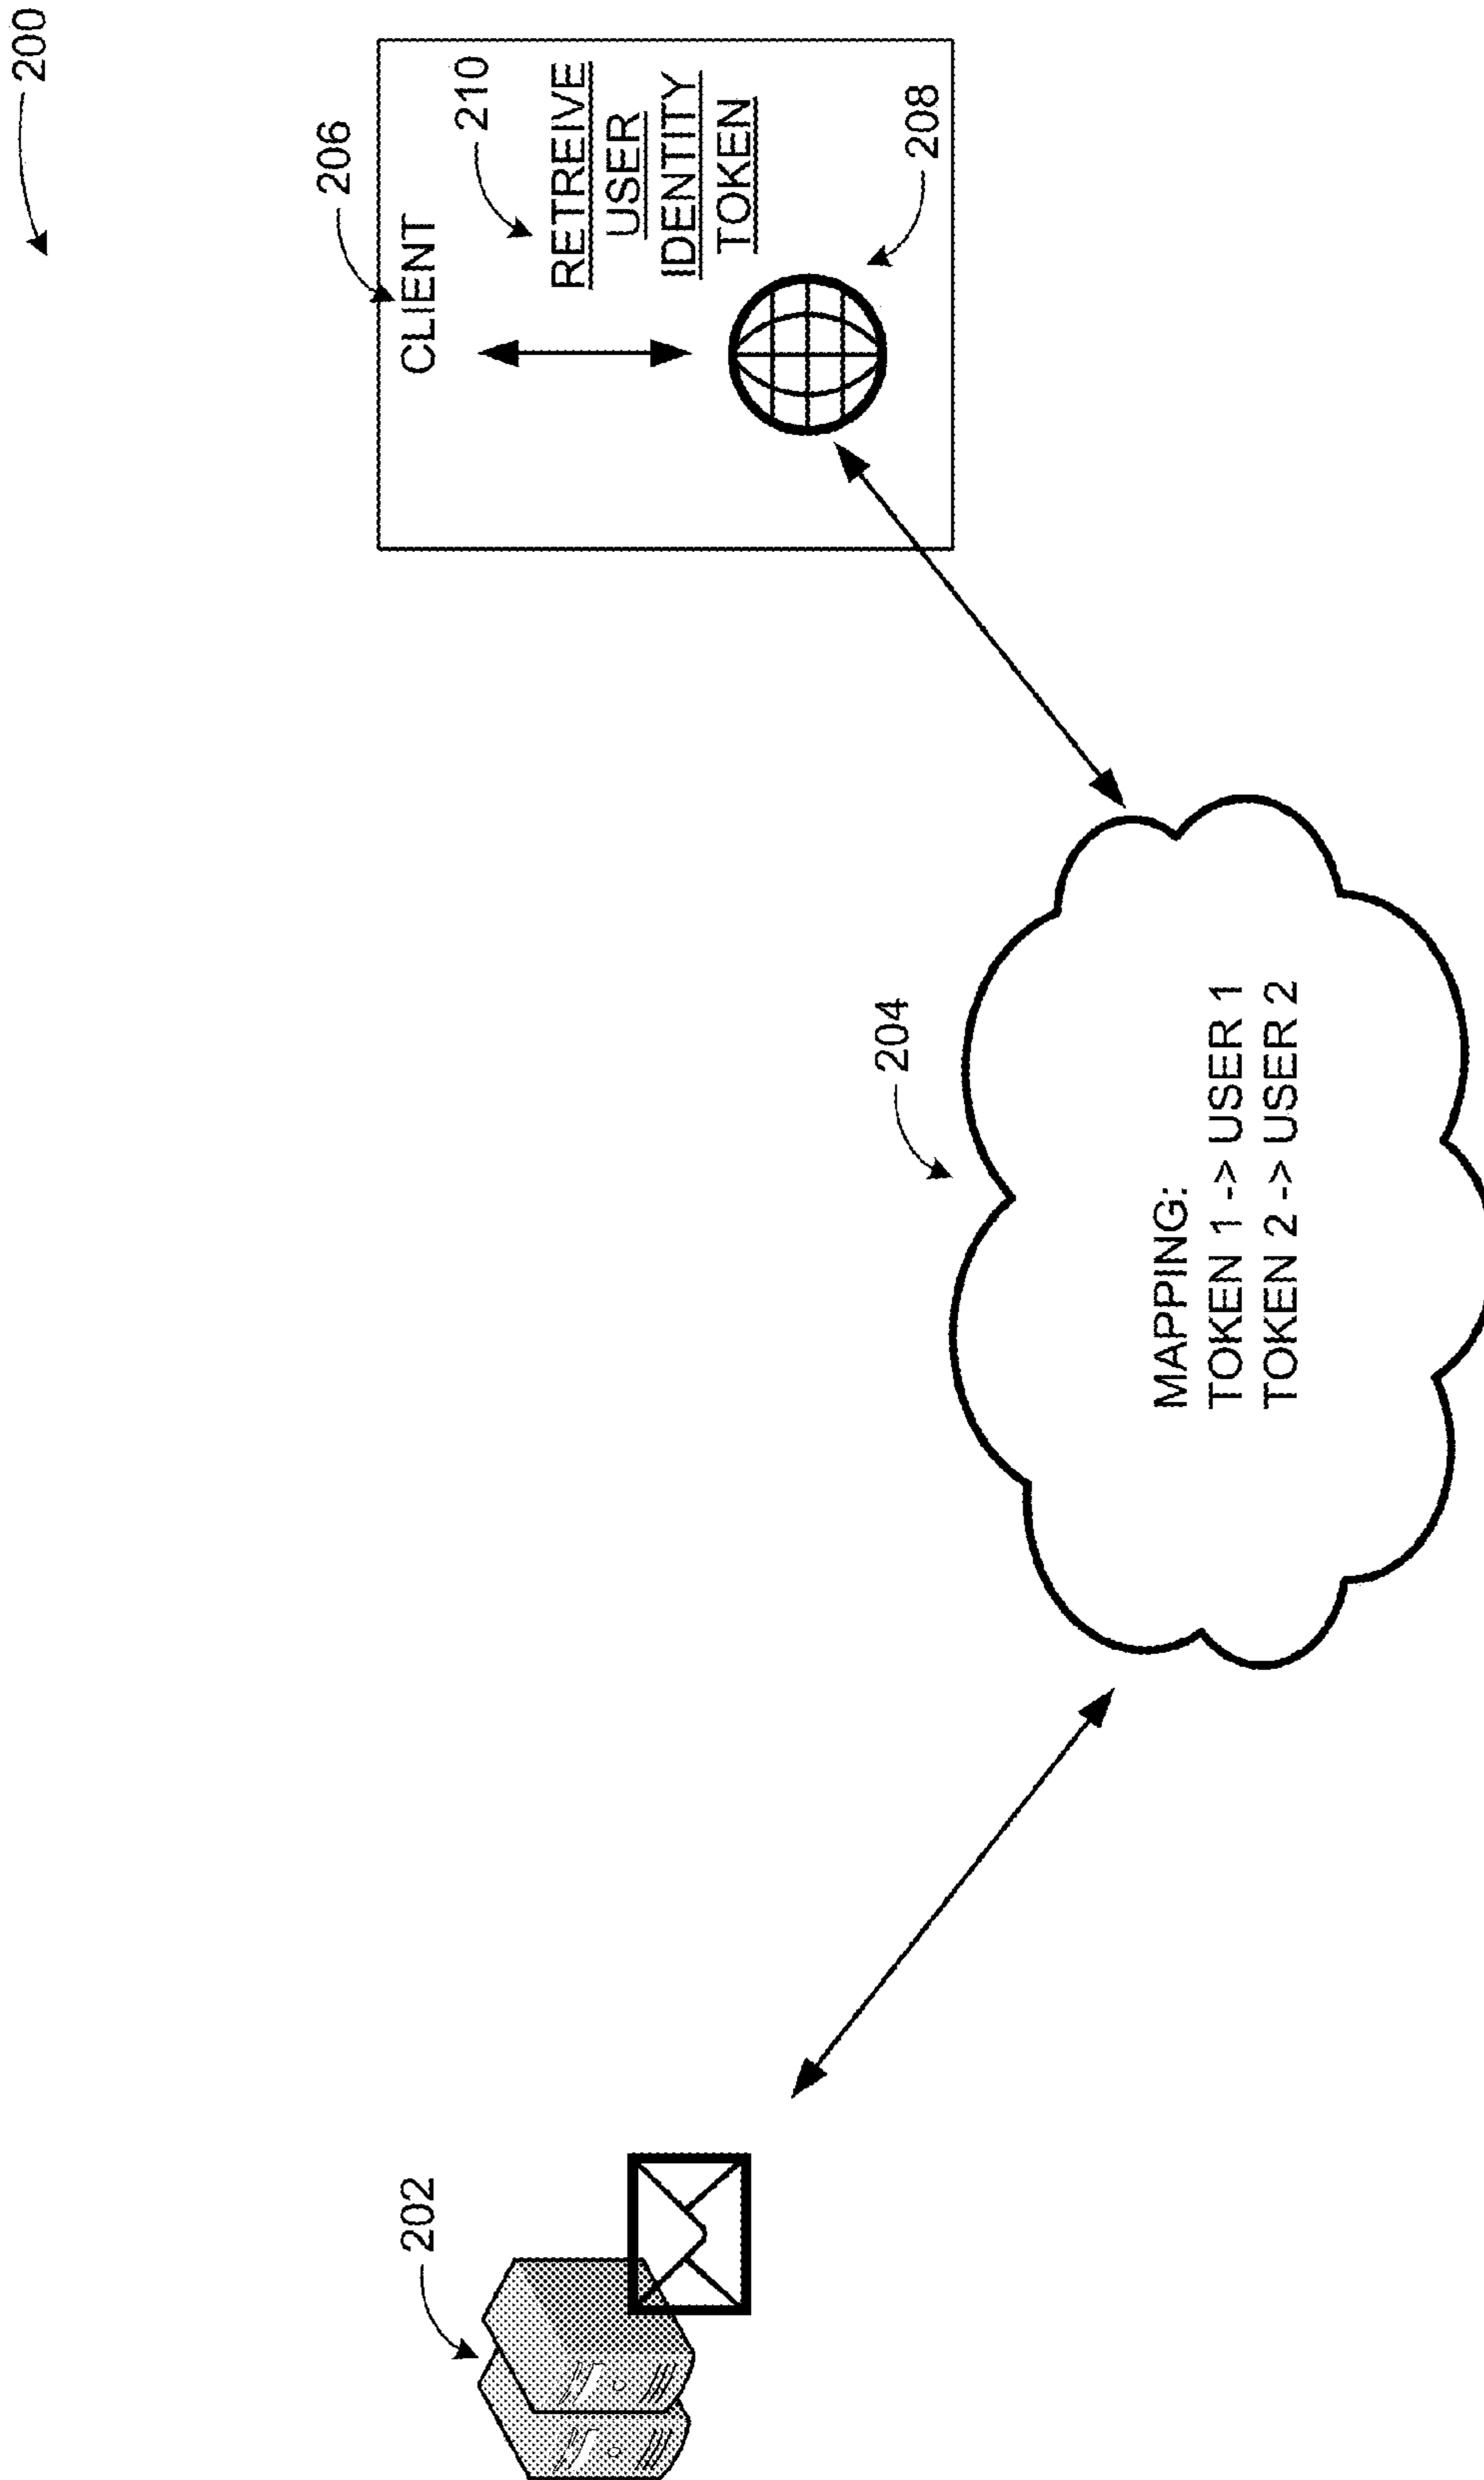 200
206
CLIENT
210
RETREIVE
USER
IDENTITY
TOKEN
208
204
MAPPING:
TOKEN 1 -> USER 1
TOKEN 2 -> USER 2
202